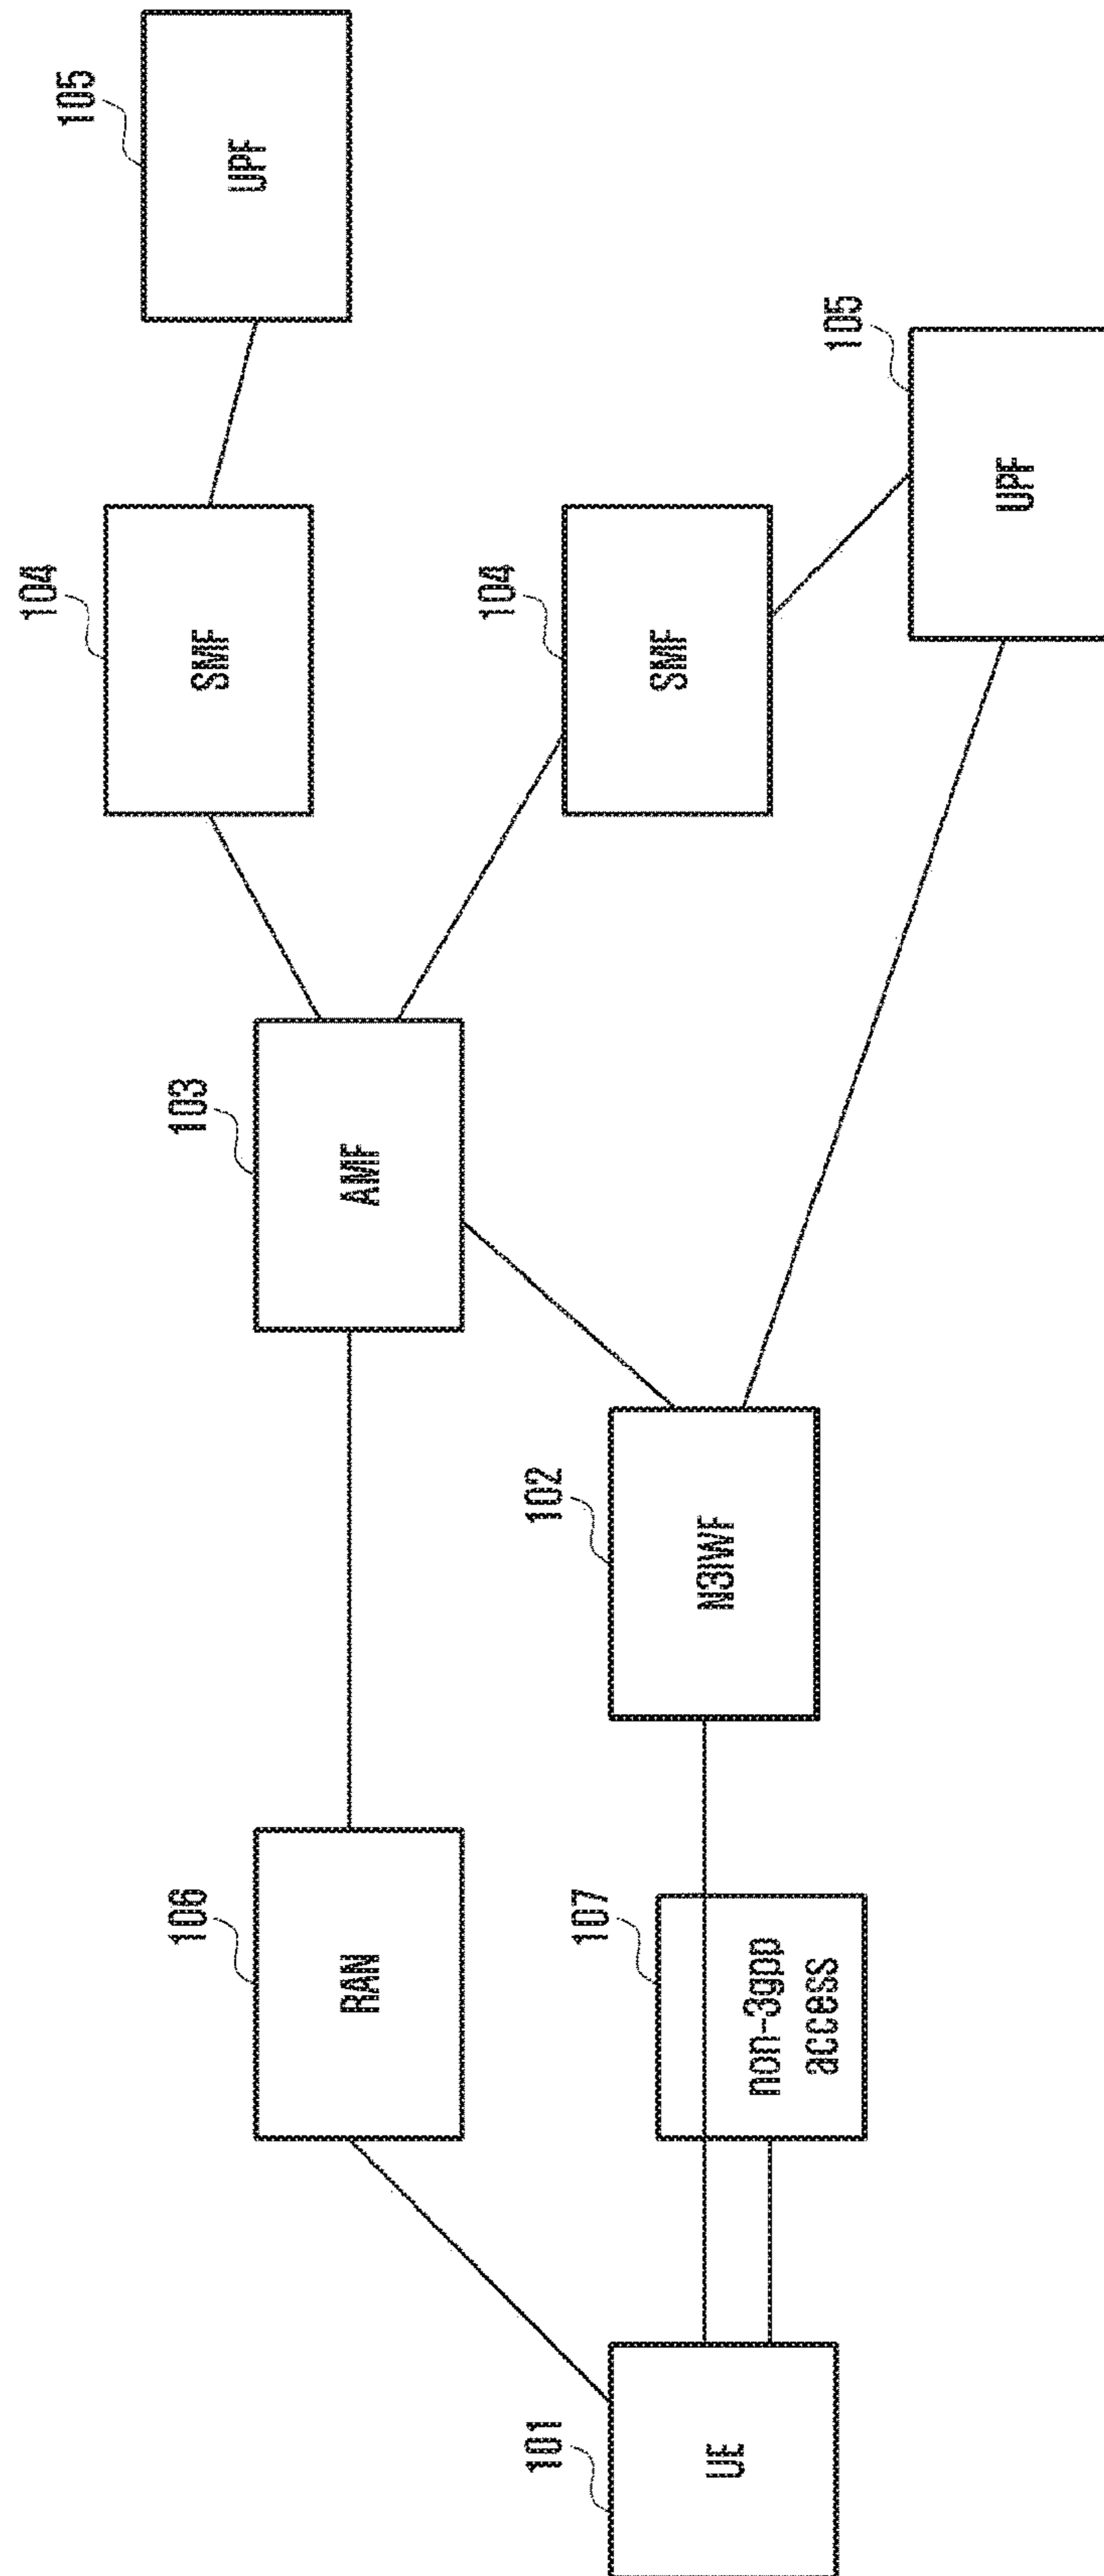 105
UPF
104
SMF
104
SMF
105
UPF
103
AMF
102
N3IWF
106
RAN
107
non-3gpp
access
101
UE